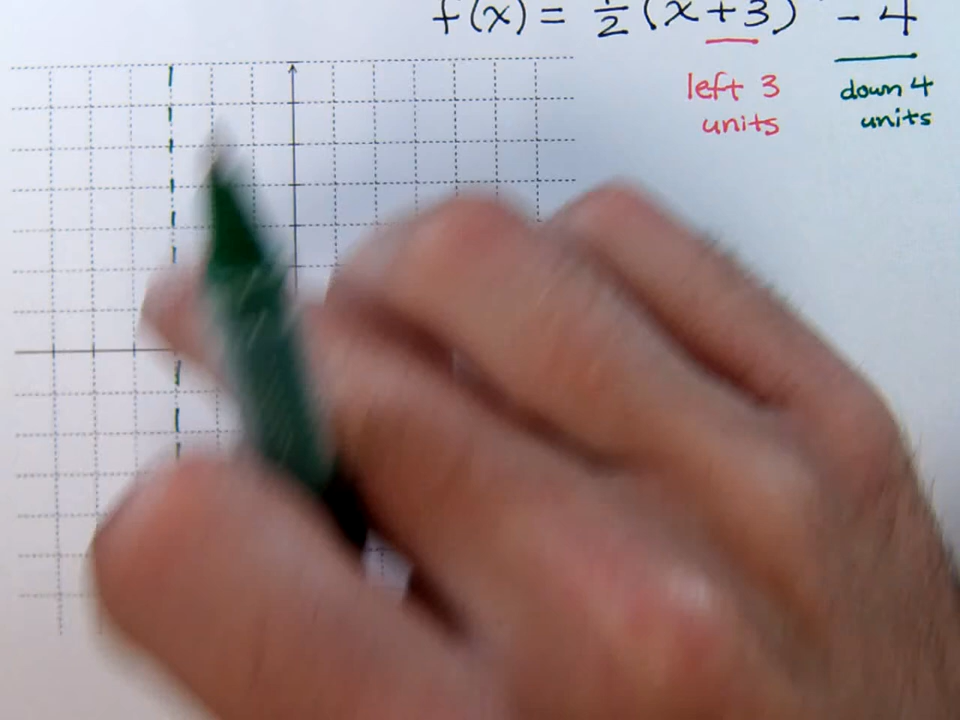 f(x) = 1/2 (x+3) - 4
left 3 down 4
units units